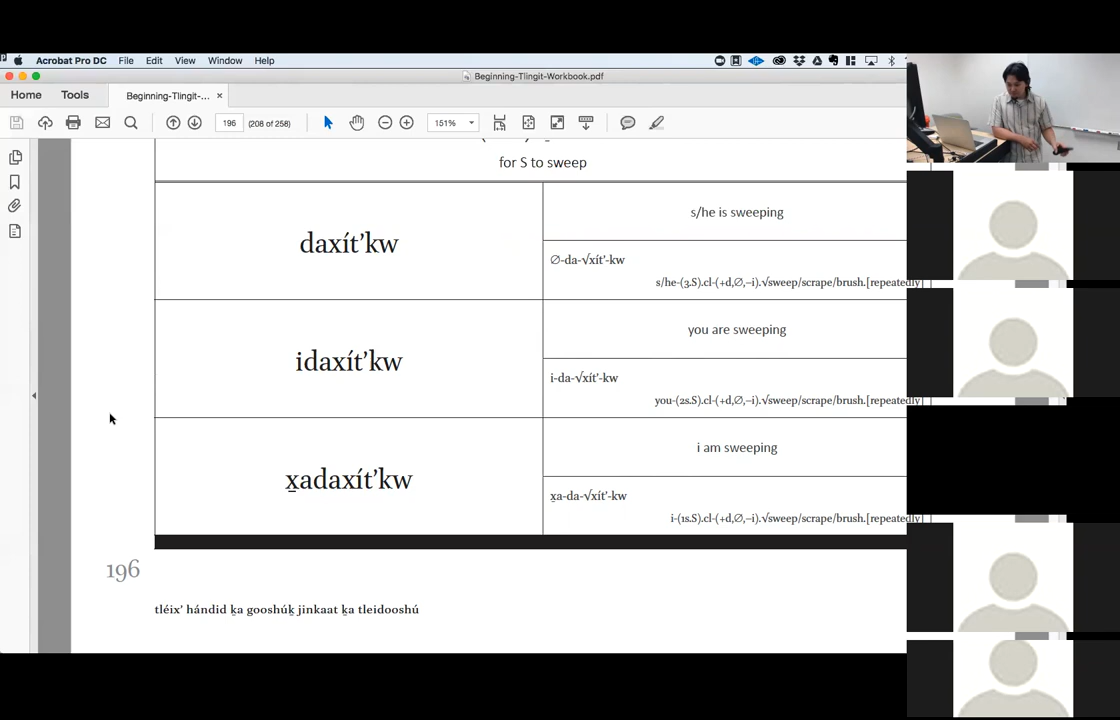 Acrobat Pro DC File Edit View Window Help
Beginning-Tlingit-Workbook.pdf
Home Tools Beginning-Tlingit-... ×
196 (208 of 258) 151%
for S to sweep
daxít’kw
s/he is sweeping
∅-da-√xít’-kw
s/he-(3.S).cl-(+d,∅,–i).√sweep/scrape/brush.[repeatedly]
idaxít’kw
you are sweeping
i-da-√xít’-kw
you-(2s.S).cl-(+d,∅,–i).√sweep/scrape/brush.[repeatedly]
x̱adaxít’kw
i am sweeping
x̱a-da-√xít’-kw
i-(1s.S).cl-(+d,∅,–i).√sweep/scrape/brush.[repeatedly]
196
tléix’ hándid ḵa gooshúḵ jinkaat ḵa tleidooshú